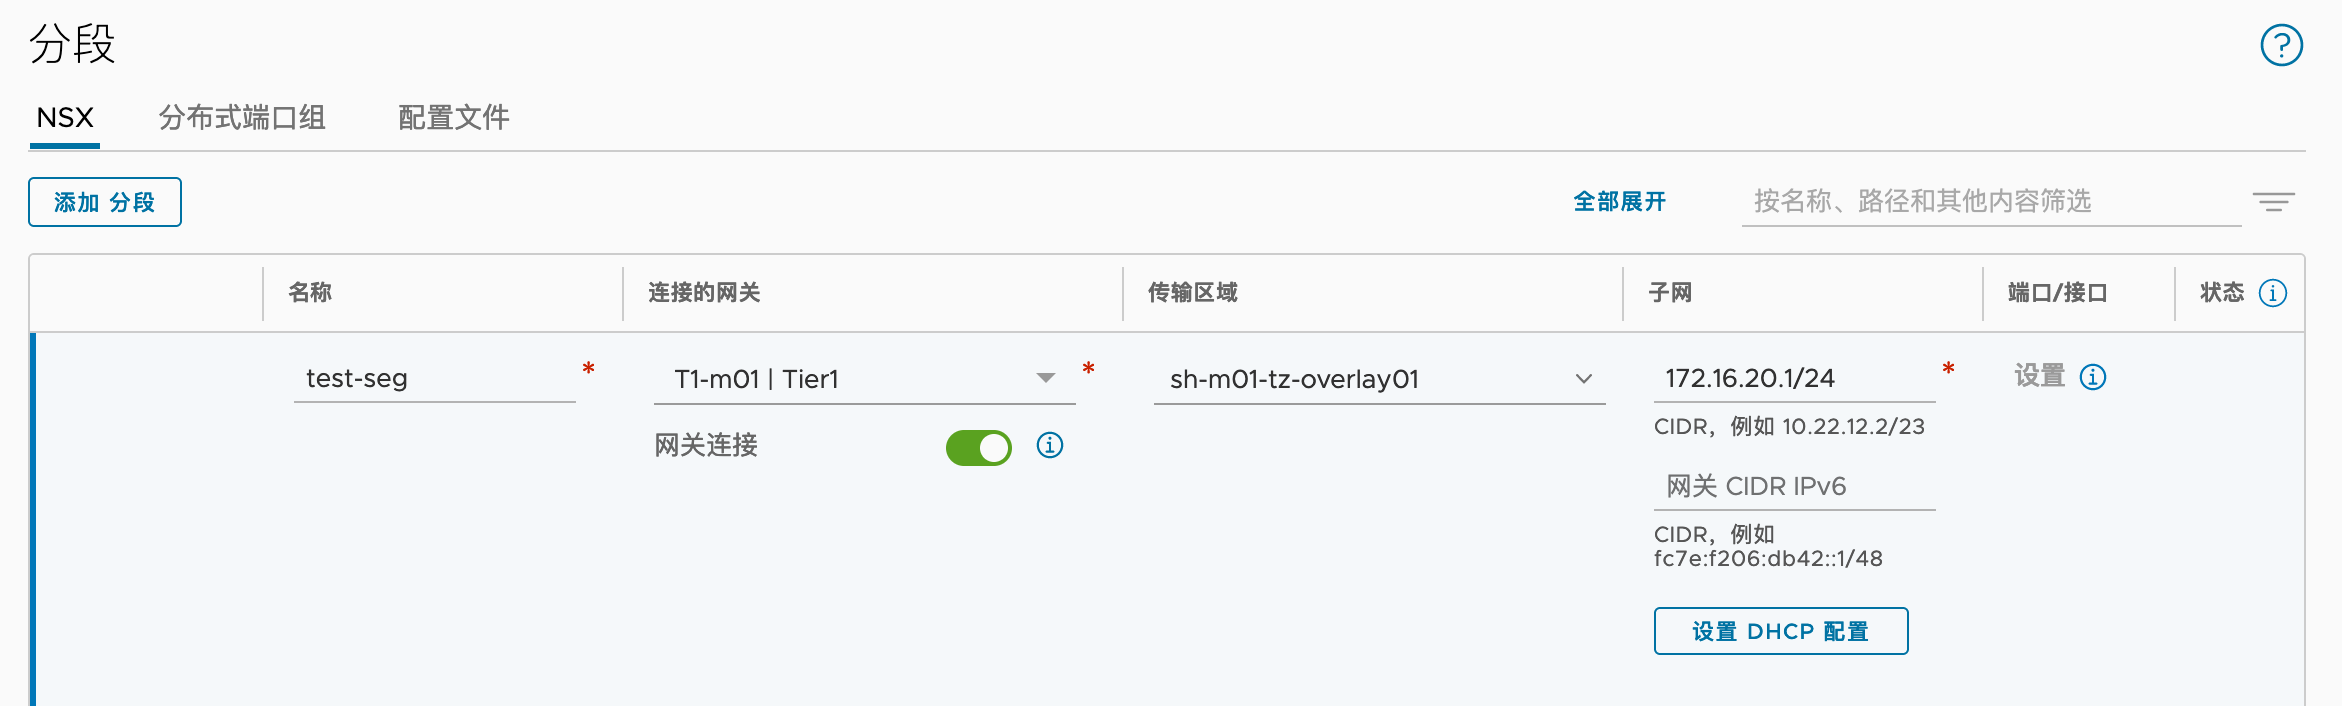 分段
NSX 分布式端口组 配置文件
添加 分段 全部展开 按名称、路径和其他内容筛选
名称 连接的网关 传输区域 子网 端口/接口 状态
test-seg * T1-m01 | Tier1 * sh-m01-tz-overlay01 172.16.20.1/24 * 设置
CIDR，例如 10.22.12.2/23
网关连接
网关 CIDR IPv6
CIDR，例如
fc7e:f206:db42::1/48
设置 DHCP 配置